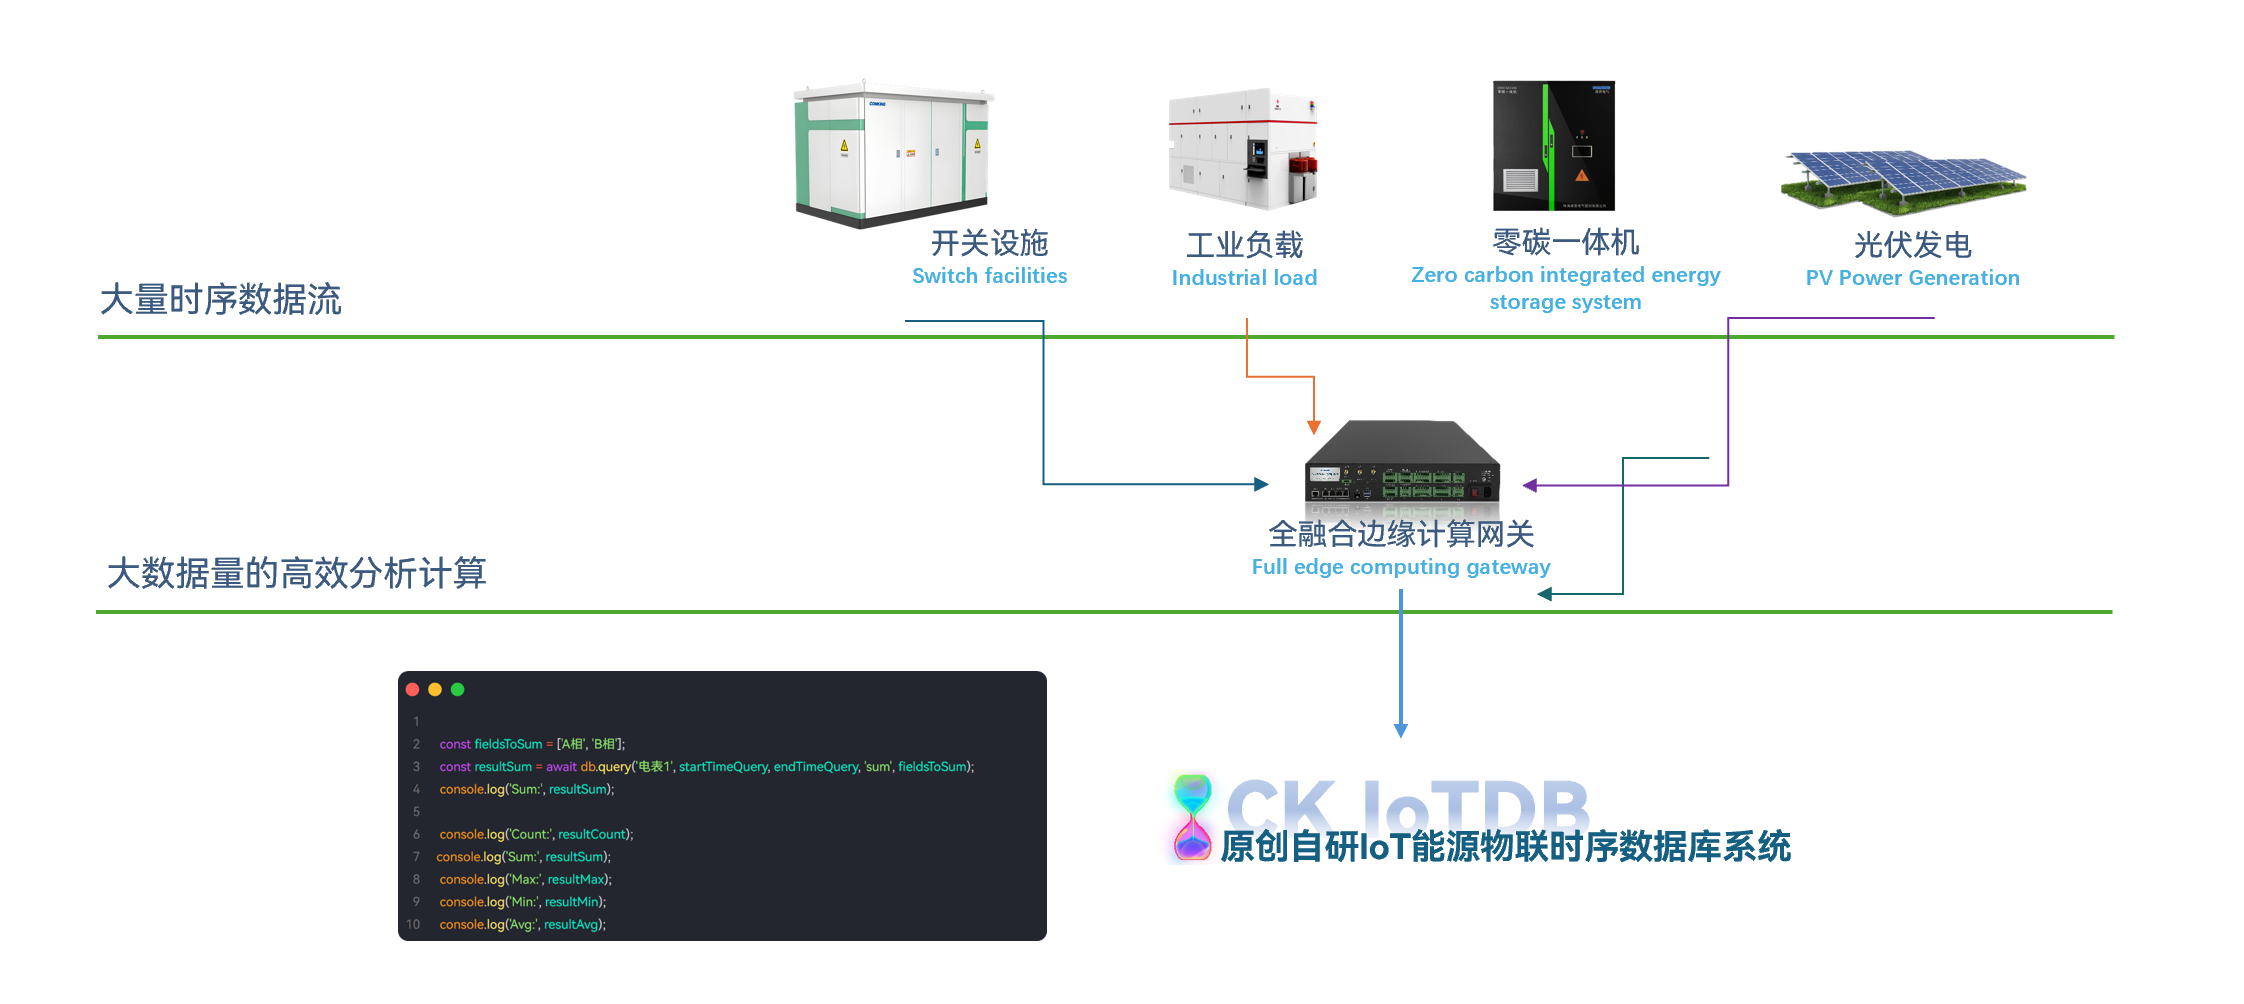 CONKING
零碳一体机
开关设施
Switch facilities
工业负载
Industrial load
零碳一体机
Zero carbon integrated energy
storage system
光伏发电
PV Power Generation
大量时序数据流
全融合边缘计算网关
Full edge computing gateway
大数据量的高效分析计算
1
2 const fieldsToSum = ['A相', 'B相'];
3 const resultSum = await db.query('电表1', startTimeQuery, endTimeQuery, 'sum', fieldsToSum);
4 console.log('Sum:', resultSum);
5
6 console.log('Count:', resultCount);
7 console.log('Sum:', resultSum);
8 console.log('Max:', resultMax);
9 console.log('Min:', resultMin);
10 console.log('Avg:', resultAvg);
CK IoTDB
原创自研IoT能源物联时序数据库系统